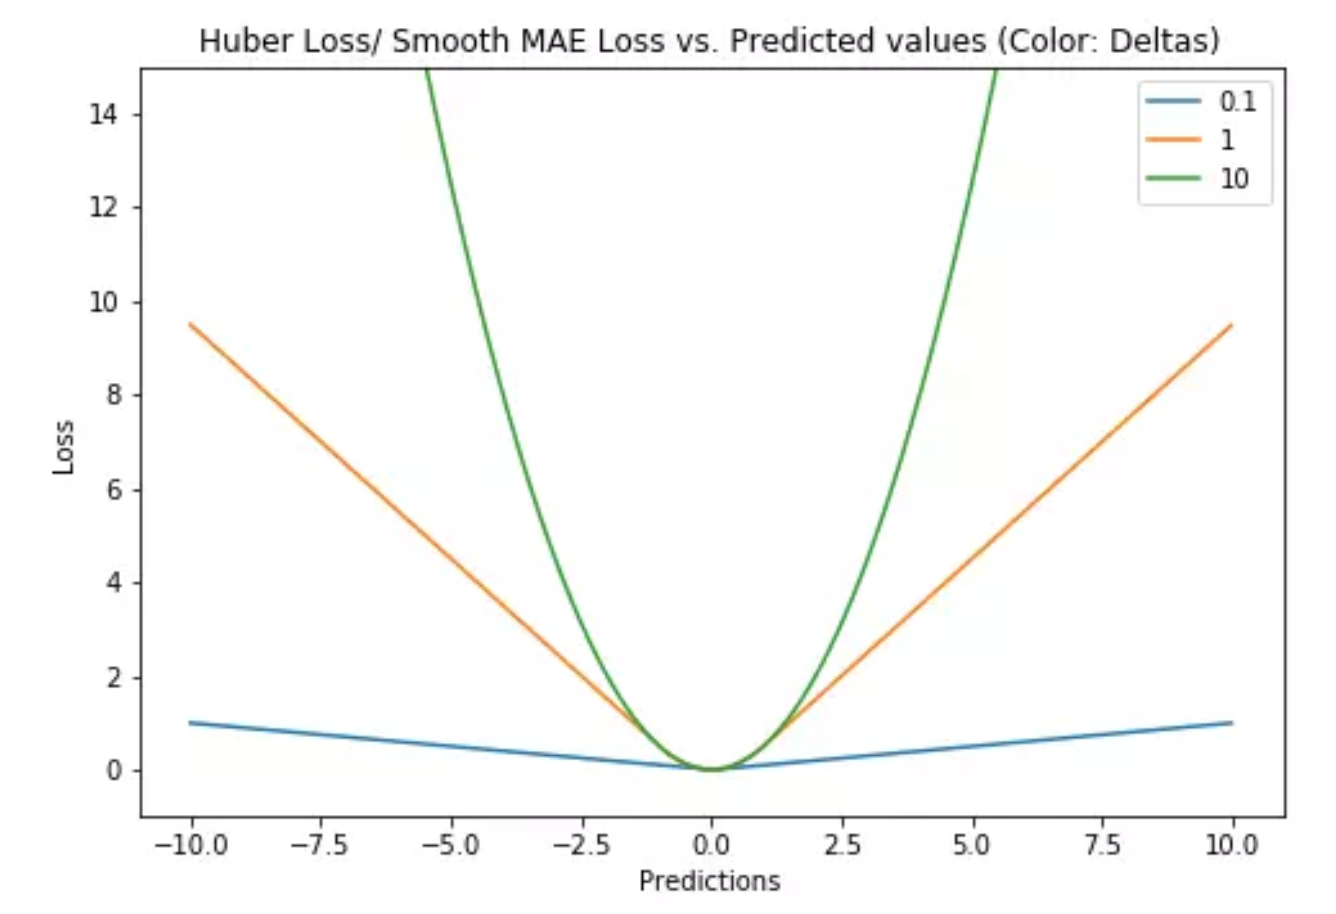 Huber Loss/ Smooth MAE Loss vs. Predicted values (Color: Deltas)
0.1
1
10
14
12
10
8
6
4
2
0
Loss
−10.0 −7.5 −5.0 −2.5 0.0 2.5 5.0 7.5 10.0
Predictions